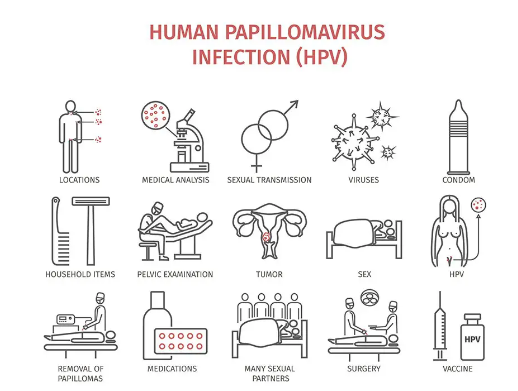 HUMAN PAPILLOMAVIRUS
INFECTION (HPV)
LOCATIONS
MEDICAL ANALYSIS
SEXUAL TRANSMISSION
VIRUSES
CONDOM
HOUSEHOLD ITEMS
PELVIC EXAMINATION
TUMOR
SEX
HPV
REMOVAL OF
PAPILLOMAS
MEDICATIONS
MANY SEXUAL
PARTNERS
SURGERY
HPV
VACCINE